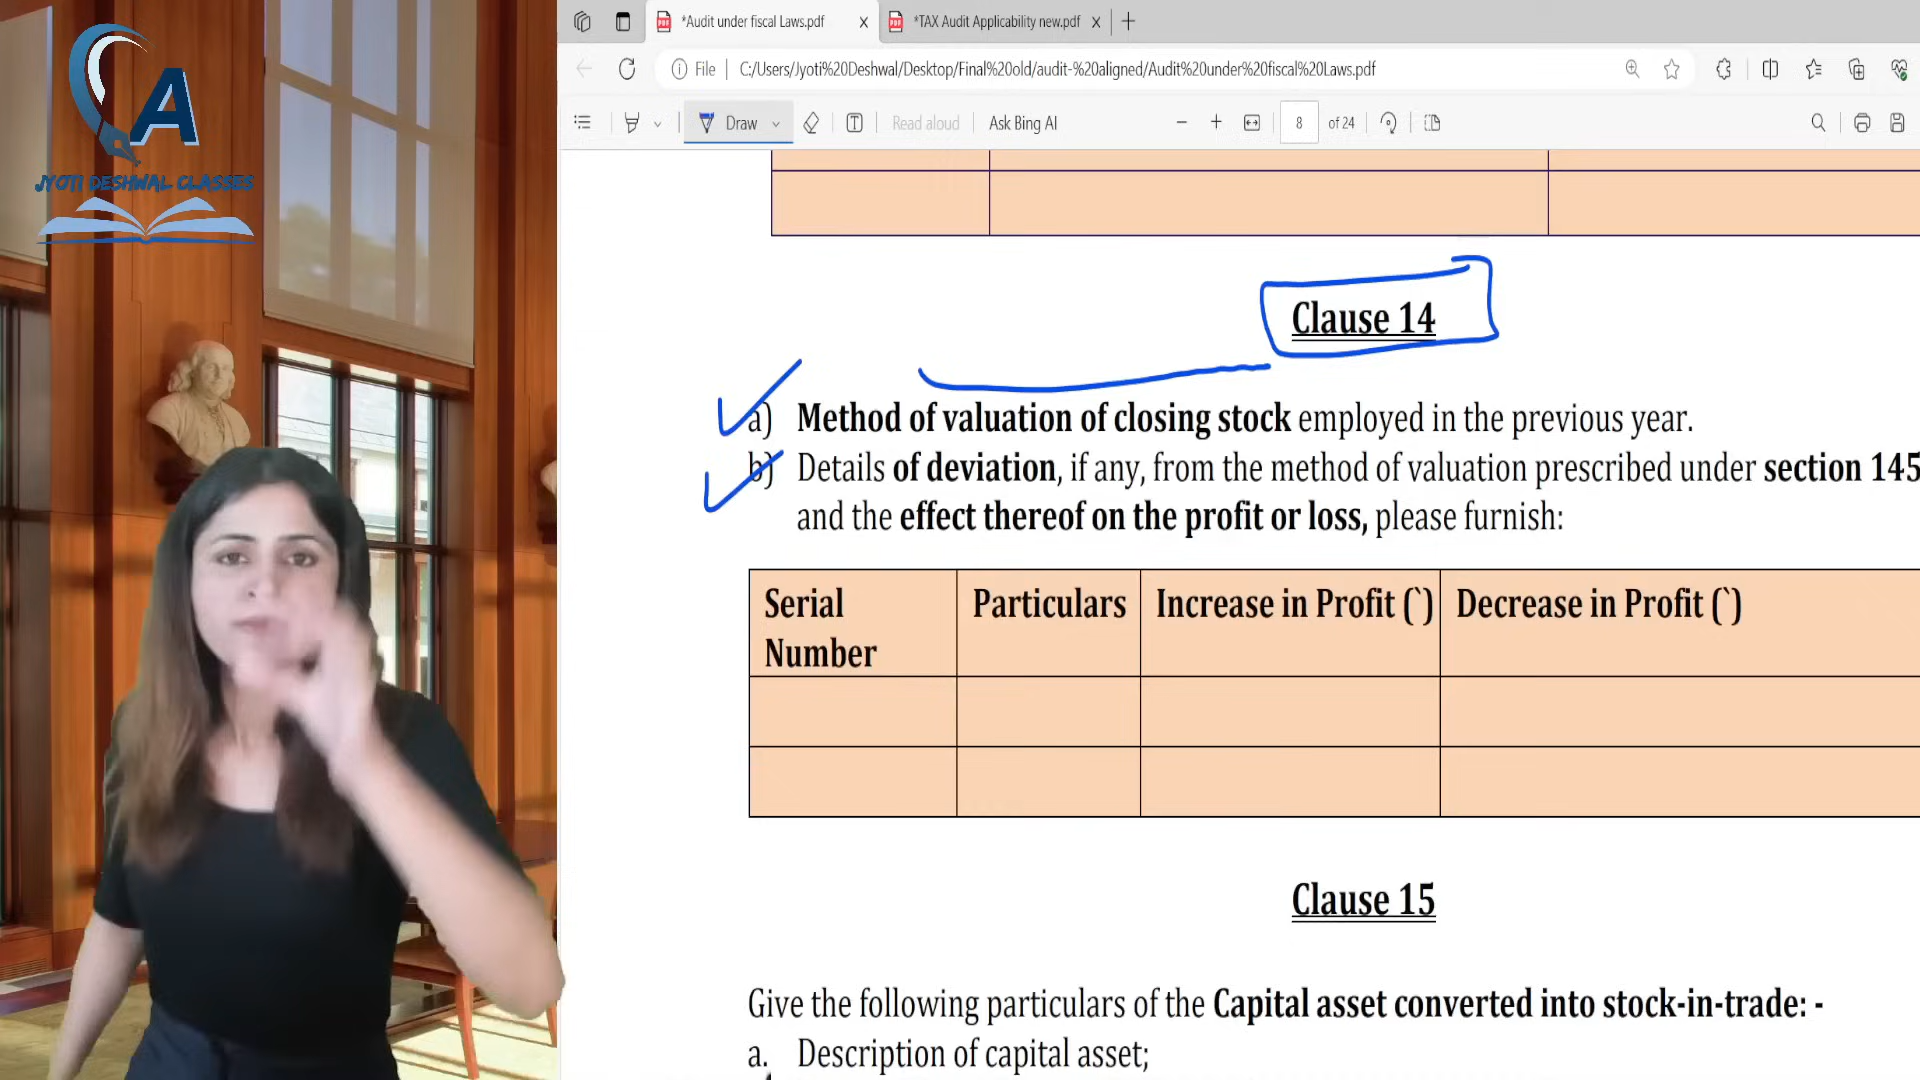 *Audit under fiscal Laws.pdf
*TAX Audit Applicability new.pdf
File
C:/Users/Jyoti%20Deshwal/Desktop/Final%20old/audit-%20aligned/Audit%20under%20fiscal%20Laws.pdf
Draw
Read aloud
Ask Bing AI
8
of 24
A
JYOTI DESHWAL CLASSES
Clause 14
a) Method of valuation of closing stock employed in the previous year.
b) Details of deviation, if any, from the method of valuation prescribed under section 145
and the effect thereof on the profit or loss, please furnish:
Serial Particulars Increase in Profit (`) Decrease in Profit (`)
Number
Clause 15
Give the following particulars of the Capital asset converted into stock-in-trade: -
a. Description of capital asset;